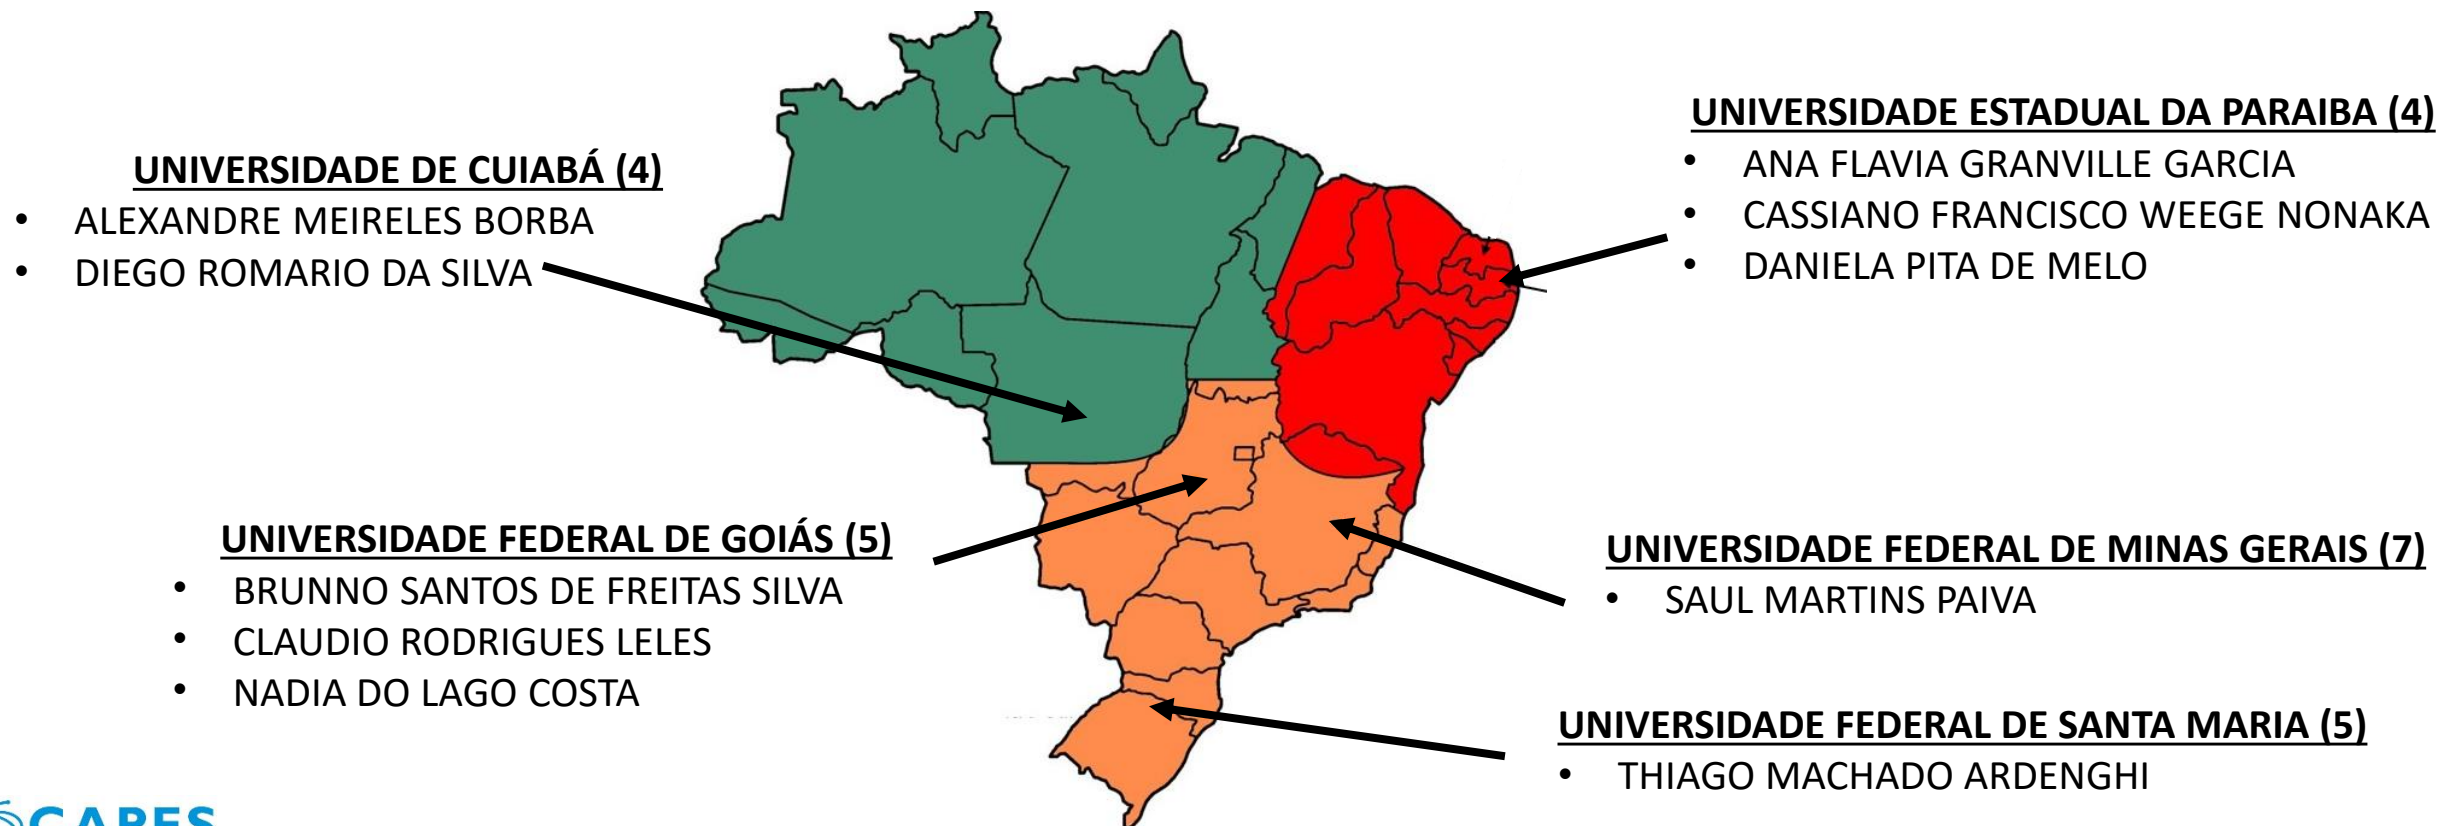 UNIVERSIDADE DE CUIABÁ (4)
• ALEXANDRE MEIRELES BORBA
• DIEGO ROMARIO DA SILVA
UNIVERSIDADE ESTADUAL DA PARAIBA (4)
• ANA FLAVIA GRANVILLE GARCIA
• CASSIANO FRANCISCO WEEGE NONAKA
• DANIELA PITA DE MELO
UNIVERSIDADE FEDERAL DE GOIÁS (5)
• BRUNNO SANTOS DE FREITAS SILVA
• CLAUDIO RODRIGUES LELES
• NADIA DO LAGO COSTA
UNIVERSIDADE FEDERAL DE MINAS GERAIS (7)
• SAUL MARTINS PAIVA
UNIVERSIDADE FEDERAL DE SANTA MARIA (5)
• THIAGO MACHADO ARDENGHI
CAPES